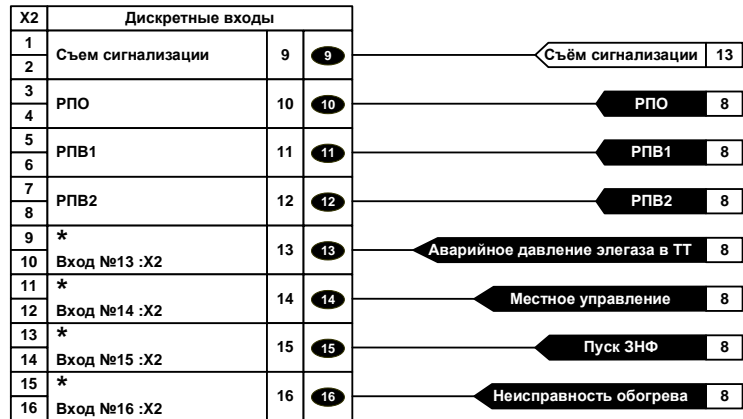 X2 Дискретные входы
1 2 Съем сигнализации 9 9 Съём сигнализации 13
3 4 РПО 10 10 РПО 8
5 6 РПВ1 11 11 РПВ1 8
7 8 РПВ2 12 12 РПВ2 8
9 * 13 13 Аварийное давление элегаза в ТТ 8
10 Вход №13 :X2
11 * 14 14 Местное управление 8
12 Вход №14 :X2
13 * 15 15 Пуск ЗНФ 8
14 Вход №15 :X2
15 * 16 16 Неисправность обогрева 8
16 Вход №16 :X2